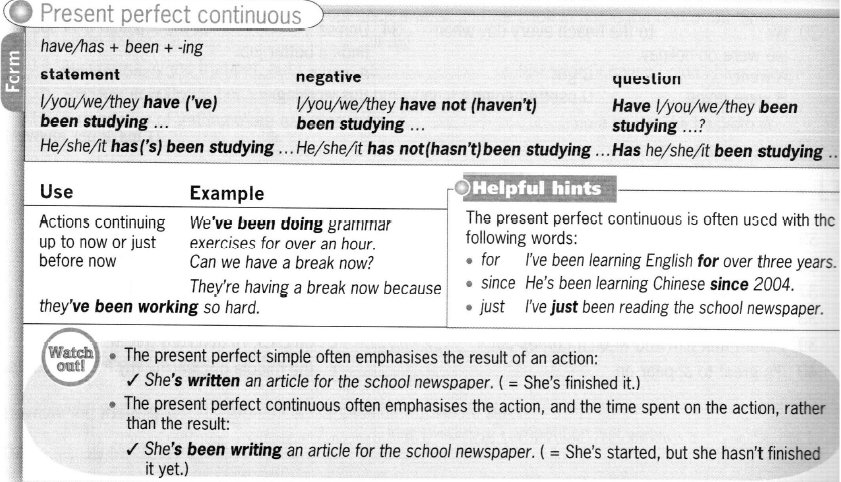 Present perfect continuous
Form
have/has + been + -ing
statement negative question
I/you/we/they have ('ve) I/you/we/they have not (haven't) Have I/you/we/they been
been studying ... been studying ... studying ...?
He/she/it has('s) been studying ... He/she/it has not(hasn't)been studying ... Has he/she/it been studying ..
Use Example
Actions continuing We've been doing grammar
up to now or just exercises for over an hour.
before now Can we have a break now?
They're having a break now because
they've been working so hard.
Helpful hints
The present perfect continuous is often used with the
following words:
• for I've been learning English for over three years.
• since He's been learning Chinese since 2004.
• just I've just been reading the school newspaper.
Watch
out!
• The present perfect simple often emphasises the result of an action:
✓ She's written an article for the school newspaper. ( = She's finished it.)
• The present perfect continuous often emphasises the action, and the time spent on the action, rather
than the result:
✓ She's been writing an article for the school newspaper. ( = She's started, but she hasn't finished
it yet.)